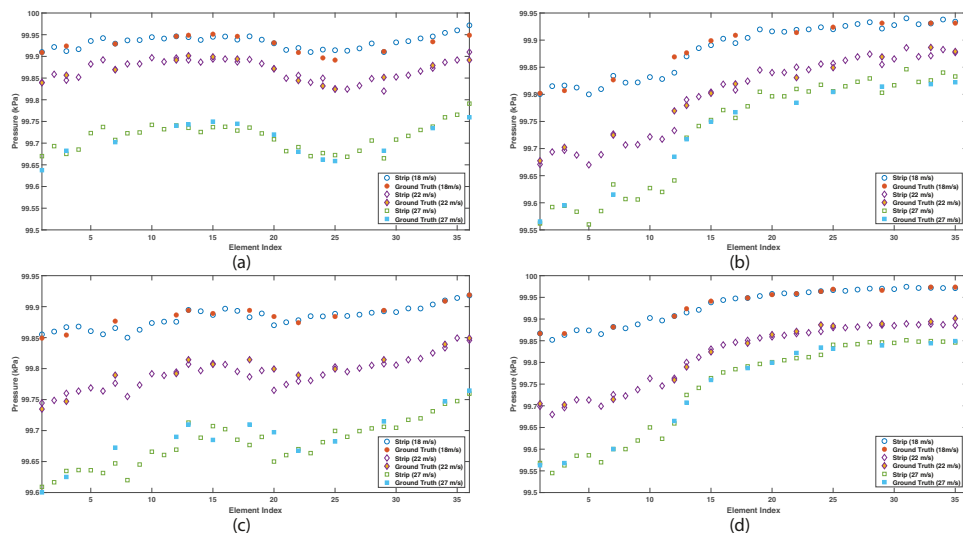 100
99.95
99.9
99.85
99.8
99.75
99.7
99.65
99.6
99.55
99.5
Pressure (kPa)
5
10
15
20
25
30
35
Element Index
Strip (18 m/s)
Ground Truth (18m/s)
Strip (22 m/s)
Ground Truth (22 m/s)
Strip (27 m/s)
Ground Truth (27 m/s)
(a)
100
99.95
99.9
99.85
99.8
99.75
99.7
99.65
99.6
99.55
Pressure (kPa)
5
10
15
20
25
30
35
Element Index
Strip (18 m/s)
Ground Truth (18m/s)
Strip (22 m/s)
Ground Truth (22 m/s)
Strip (27 m/s)
Ground Truth (27 m/s)
(b)
99.95
99.9
99.85
99.8
99.75
99.7
99.65
99.6
Pressure (kPa)
5
10
15
20
25
30
35
Element Index
Strip (18 m/s)
Ground Truth (18m/s)
Strip (22 m/s)
Ground Truth (22 m/s)
Strip (27 m/s)
Ground Truth (27 m/s)
(c)
100
99.95
99.9
99.85
99.8
99.75
99.7
99.65
99.6
99.55
99.5
Pressure (kPa)
5
10
15
20
25
30
35
Element Index
Strip (18 m/s)
Ground Truth (18m/s)
Strip (22 m/s)
Ground Truth (22 m/s)
Strip (27 m/s)
Ground Truth (27 m/s)
(d)